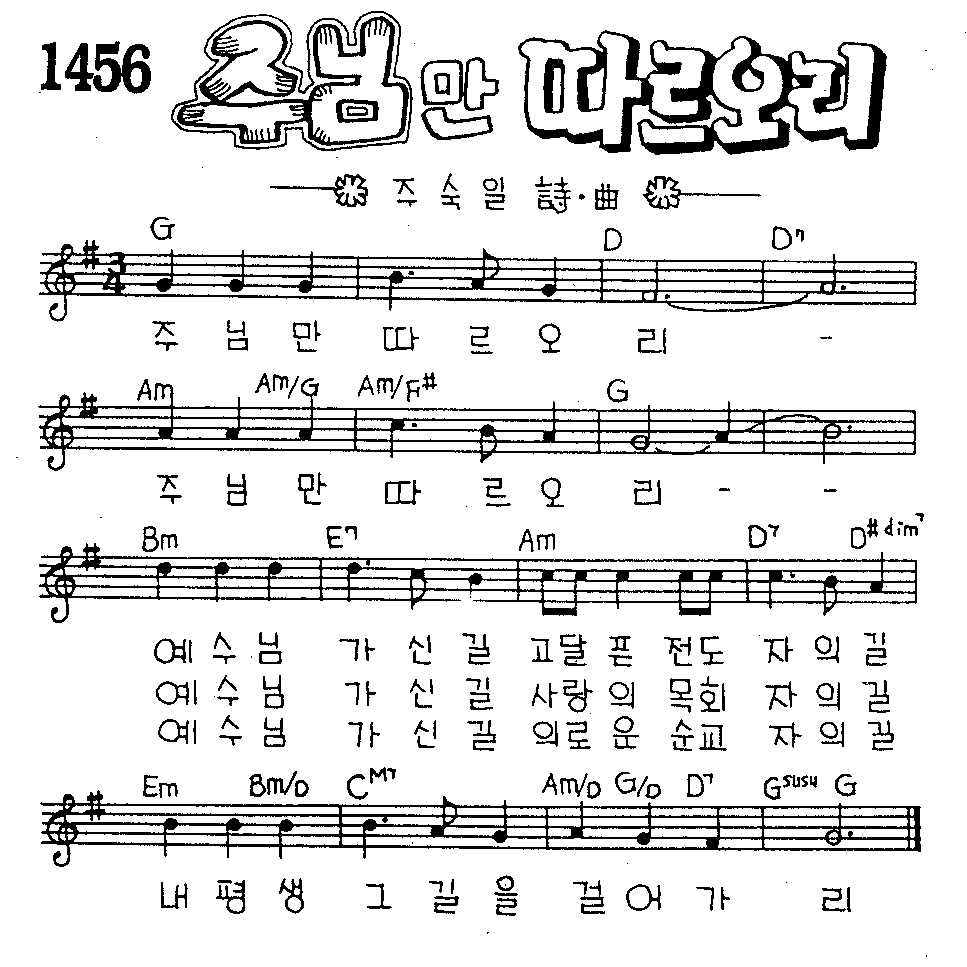 1456 주님만 따르오리
주숙일 詩·曲
G D D7
3/4
주 님 만 따 르 오 리 -
Am Am/G Am/F# G
주 님 만 따 르 오 리 - -
Bm E7 Am D7 D#dim7
예 수 님 가 신 길 고달 픈 전도 자 의 길
예 수 님 가 신 길 사랑 의 목회 자 의 길
예 수 님 가 신 길 의로 운 순교 자 의 길
Em Bm/D CM7 Am/D G/D D7 Gsus4 G
내 평 생 그 길 을 걸 어 가 리